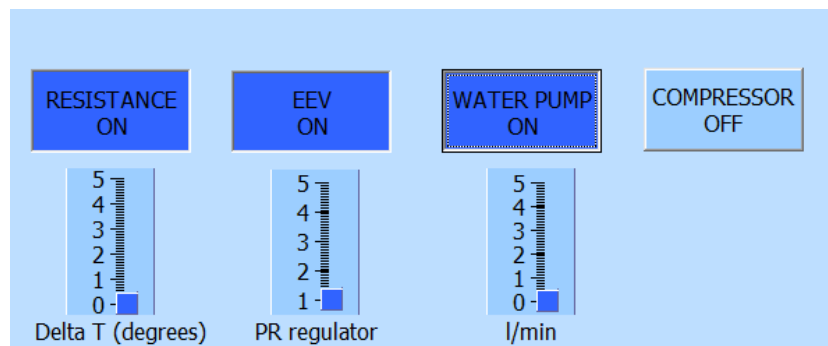 RESISTANCE
ON
EEV
ON
WATER PUMP
ON
COMPRESSOR
OFF
5
4
3
2
1
0
Delta T (degrees)
5
4
3
2
1
PR regulator
5
4
3
2
1
0
l/min